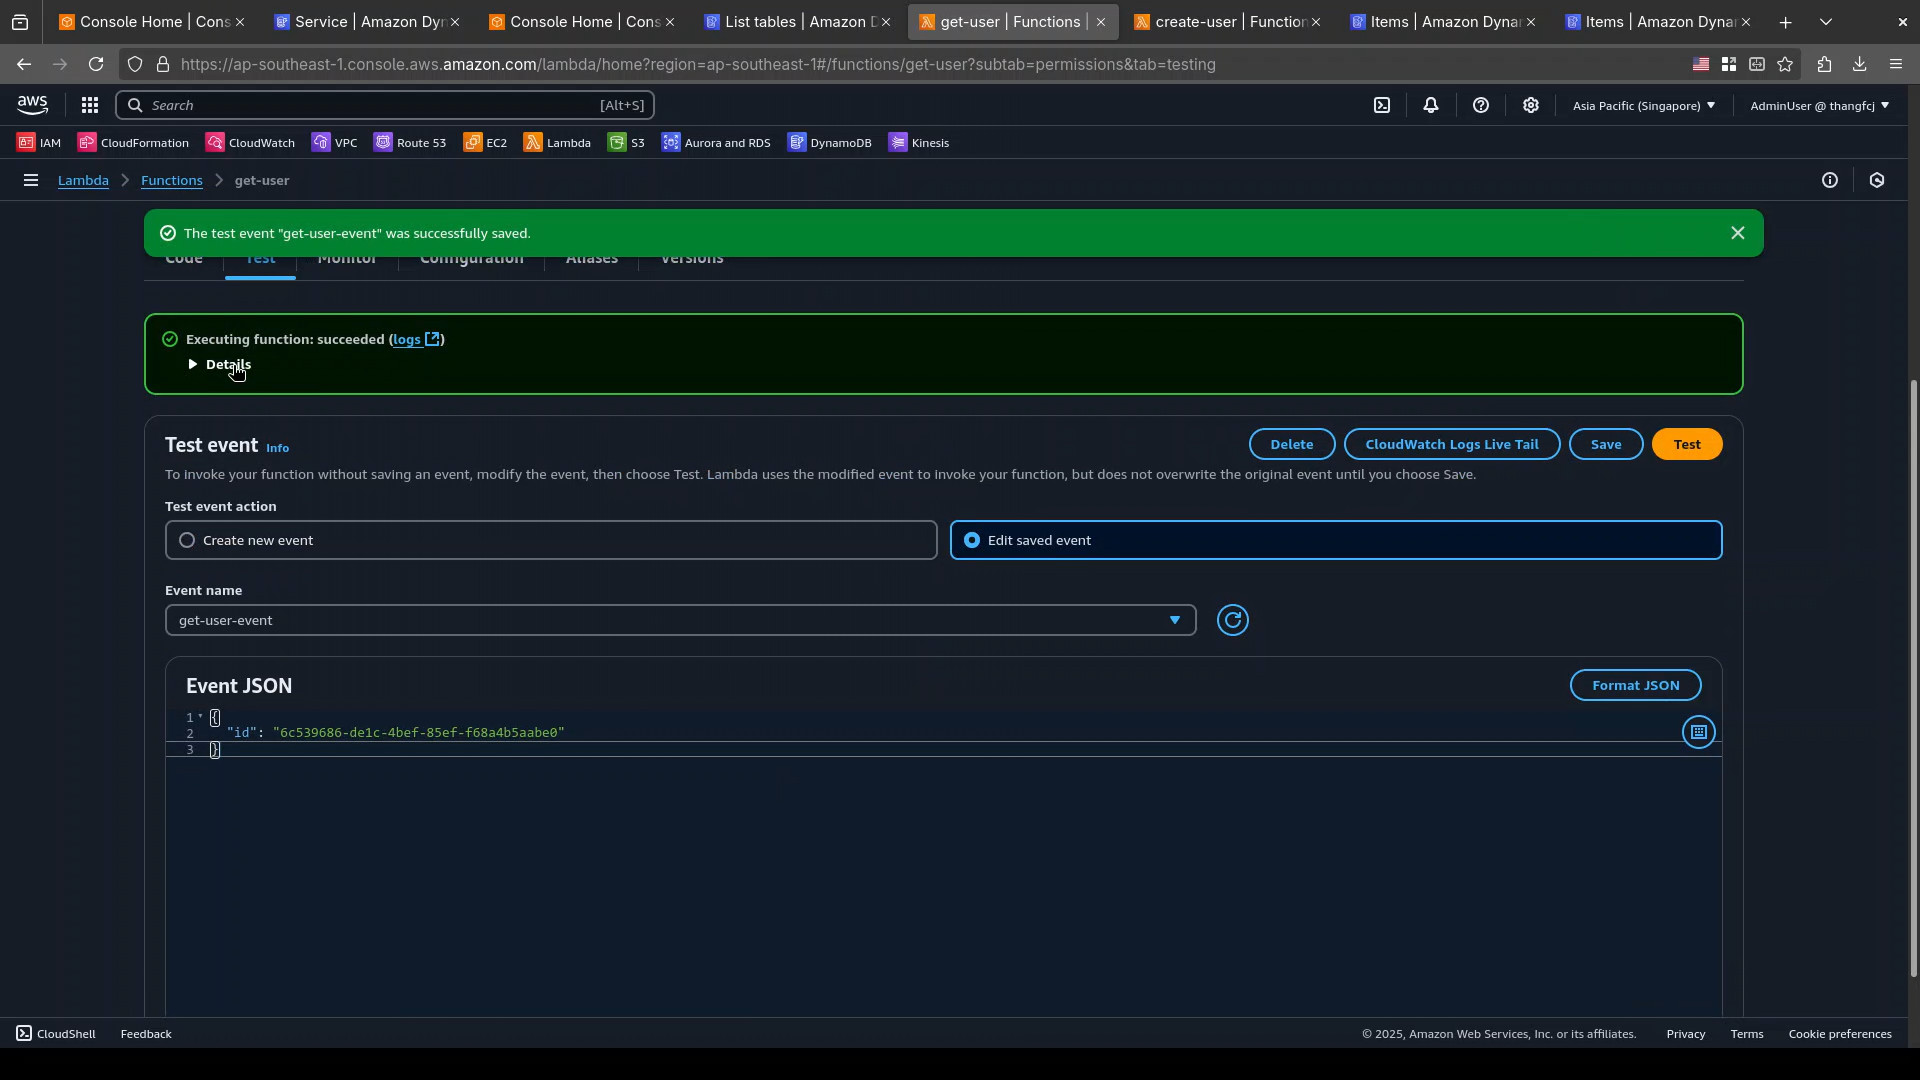 Console Home | Cons
Service | Amazon Dyn
Console Home | Cons
List tables | Amazon D
get-user | Functions |
create-user | Function
Items | Amazon Dynam
Items | Amazon Dynam
https://ap-southeast-1.console.aws.amazon.com/lambda/home?region=ap-southeast-1#/functions/get-user?subtab=permissions&tab=testing
aws
Search [Alt+S]
Asia Pacific (Singapore)
AdminUser @ thangfcj
IAM
CloudFormation
CloudWatch
VPC
Route 53
EC2
Lambda
S3
Aurora and RDS
DynamoDB
Kinesis
Lambda > Functions > get-user
The test event "get-user-event" was successfully saved.
Code
Test
Monitor
Configuration
Aliases
Versions
Executing function: succeeded (logs)
Details
Test event Info
Delete
CloudWatch Logs Live Tail
Save
Test
To invoke your function without saving an event, modify the event, then choose Test. Lambda uses the modified event to invoke your function, but does not overwrite the original event until you choose Save.
Test event action
Create new event
Edit saved event
Event name
get-user-event
Event JSON
Format JSON
1 {
2 "id": "6c539686-de1c-4bef-85ef-f68a4b5aabe0"
3 }
CloudShell
Feedback
© 2025, Amazon Web Services, Inc. or its affiliates.
Privacy
Terms
Cookie preferences